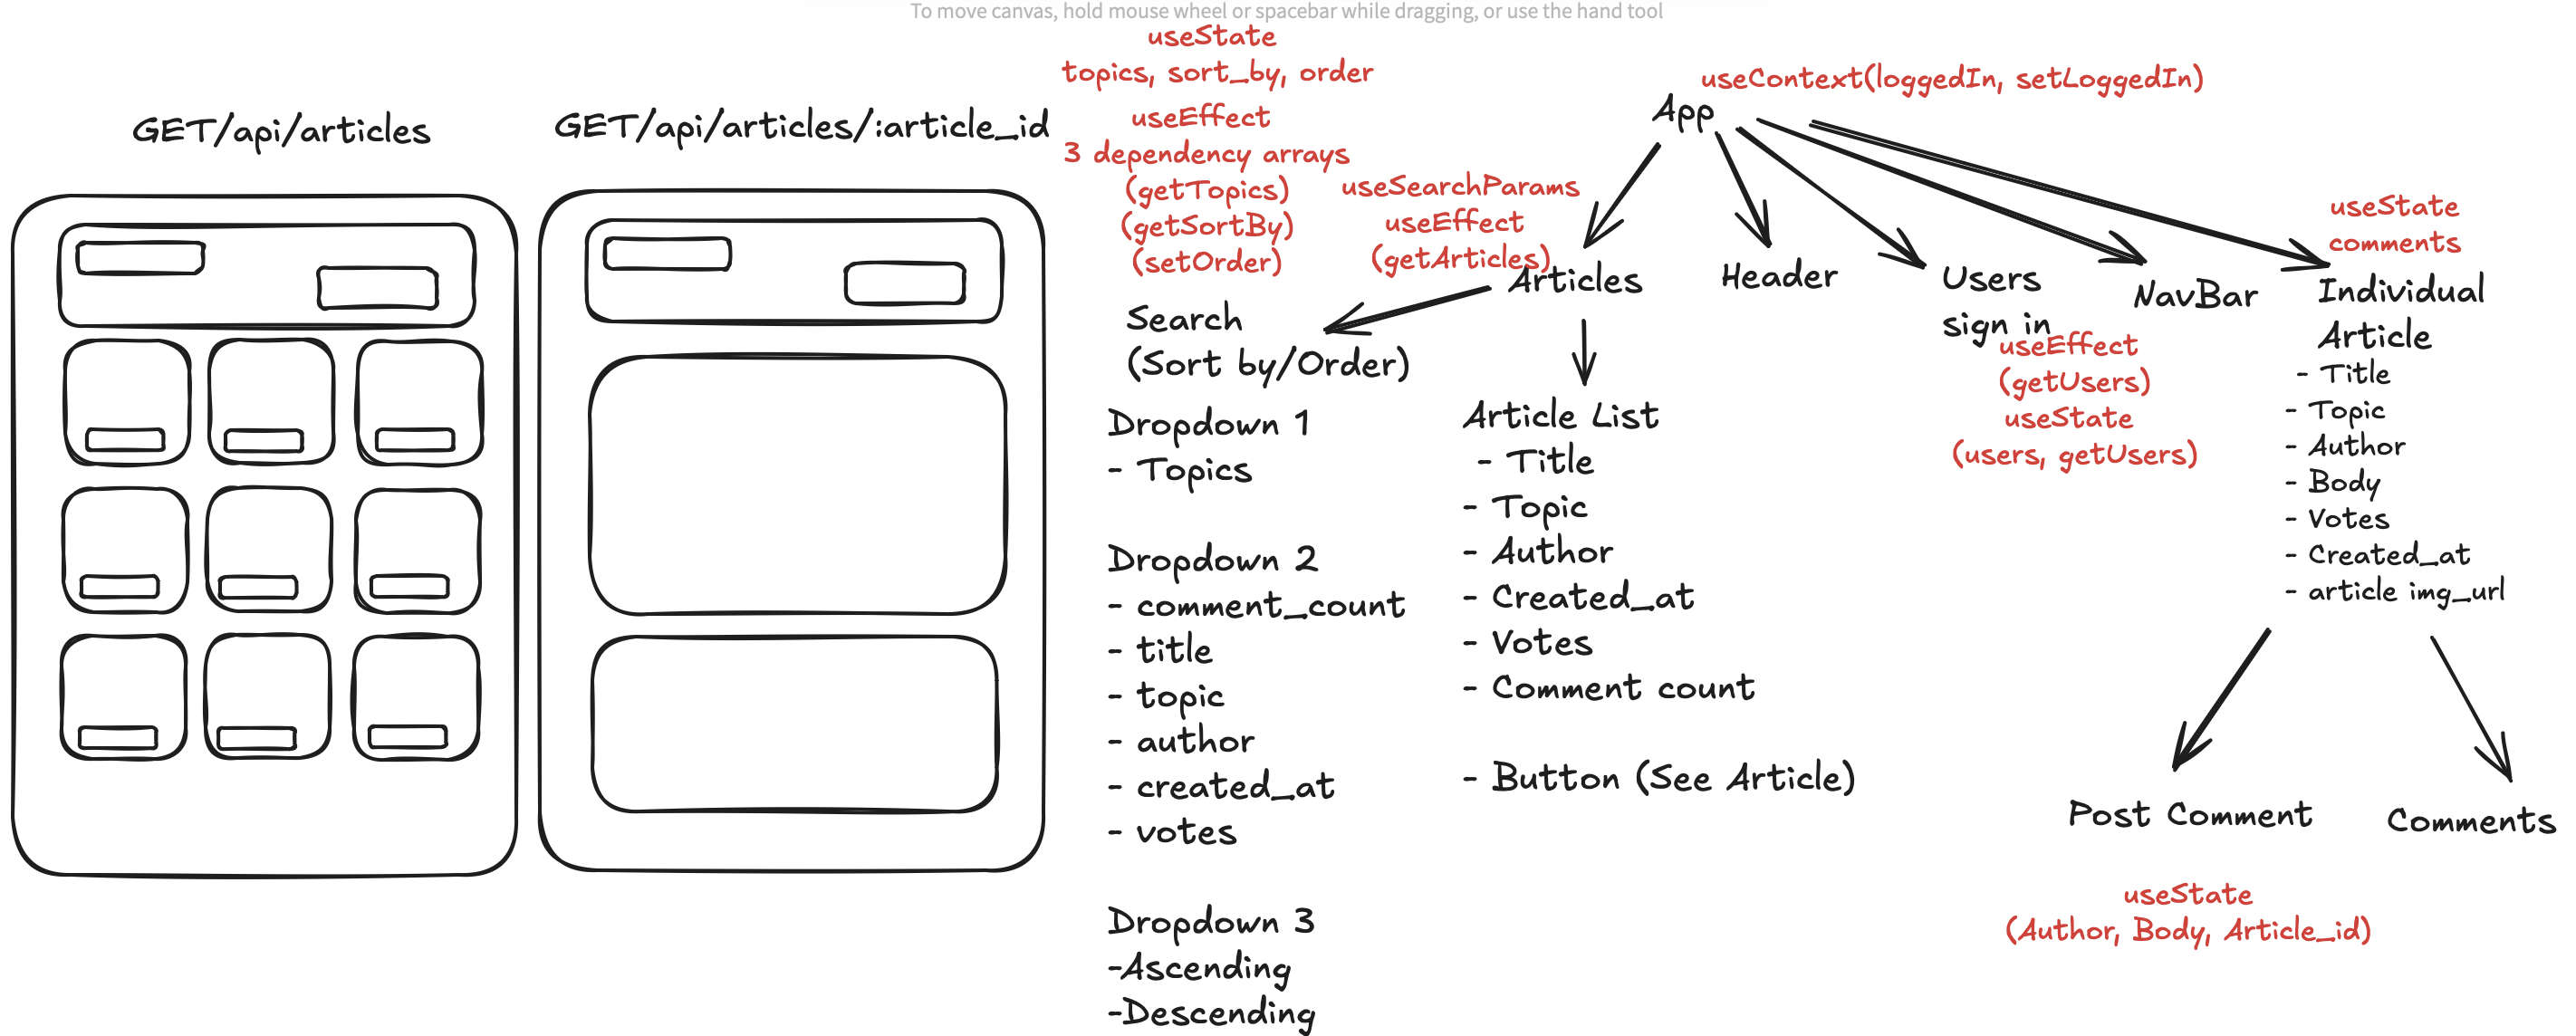 To move canvas, hold mouse wheel or spacebar while dragging, or use the hand tool
GET/api/articles
GET/api/articles/:article_id
useState
topics, sort_by, order
useEffect
3 dependency arrays
(getTopics)
(getSortBy)
(setOrder)
useSearchParams
useEffect
(getArticles)
App
useContext(loggedIn, setLoggedIn)
Articles
Header
Users
sign in
useEffect
(getUsers)
useState
(users, getUsers)
NavBar
useState
comments
Individual
Article
- Title
- Topic
- Author
- Body
- Votes
- Created_at
- article img_url
Search
(Sort by/Order)
Dropdown 1
- Topics
Dropdown 2
- comment_count
- title
- topic
- author
- created_at
- votes
Dropdown 3
-Ascending
-Descending
Article List
- Title
- Topic
- Author
- Created_at
- Votes
- Comment count
- Button (See Article)
Post Comment
Comments
useState
(Author, Body, Article_id)